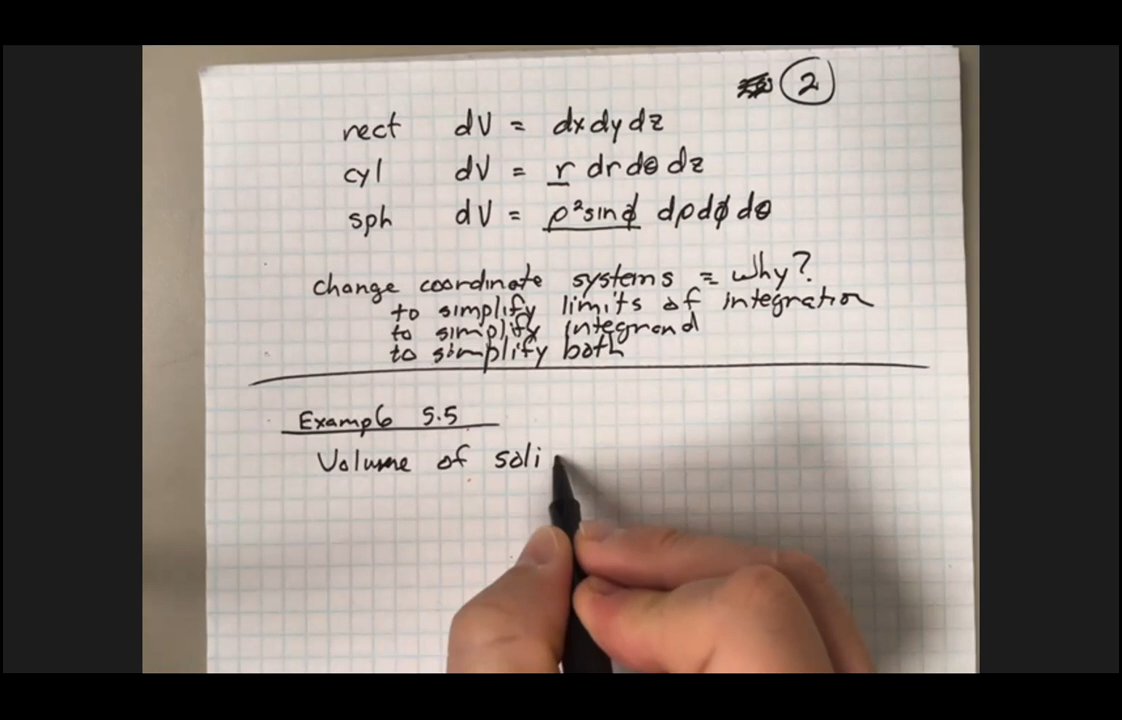 2
rect dV = dx dy dz
cyl dV = r dr dθ dz
sph dV = ρ²sinϕ dρ dϕ dθ
change coordinate systems = why?
to simplify limits of integration
to simplify integrand
to simplify both
Example 5.5
Volume of soli